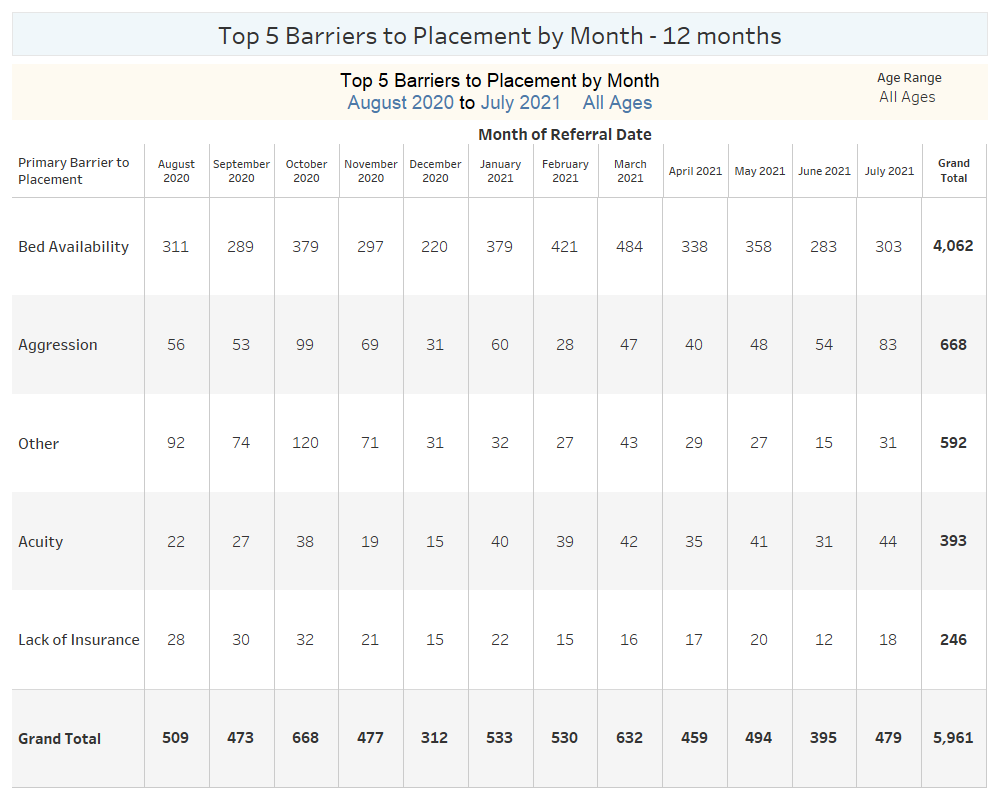 Top 5 Barriers to Placement by Month - 12 months
Top 5 Barriers to Placement by Month
August 2020 to July 2021 All Ages
Age Range
All Ages
Month of Referral Date
Primary Barrier to Placement August 2020 September 2020 October 2020 November 2020 December 2020 January 2021 February 2021 March 2021 April 2021 May 2021 June 2021 July 2021 Grand Total
Bed Availability 311 289 379 297 220 379 421 484 338 358 283 303 4,062
Aggression 56 53 99 69 31 60 28 47 40 48 54 83 668
Other 92 74 120 71 31 32 27 43 29 27 15 31 592
Acuity 22 27 38 19 15 40 39 42 35 41 31 44 393
Lack of Insurance 28 30 32 21 15 22 15 16 17 20 12 18 246
Grand Total 509 473 668 477 312 533 530 632 459 494 395 479 5,961